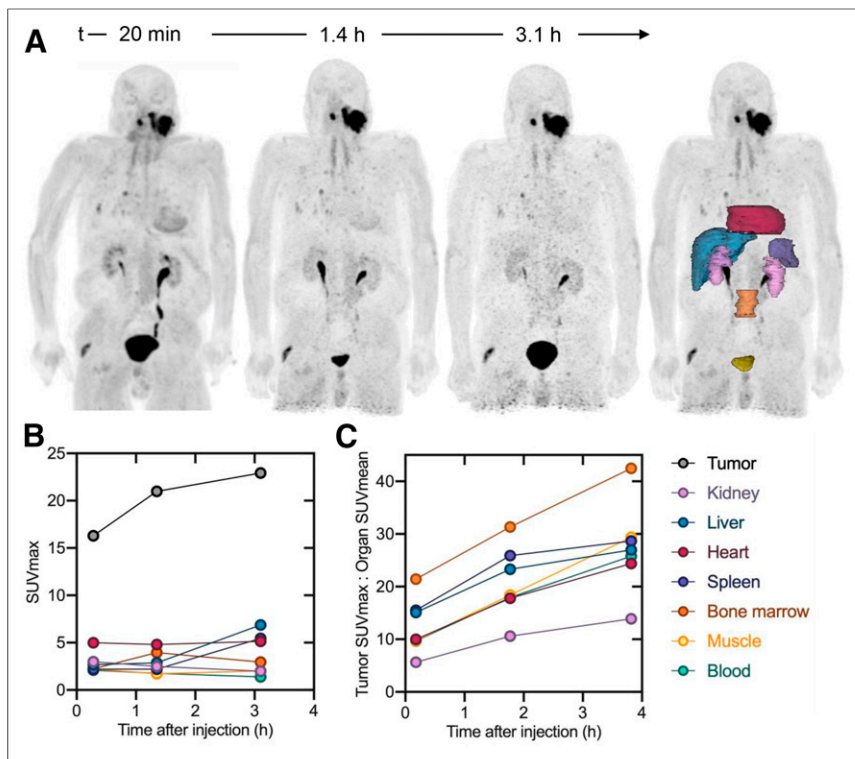 A
t — 20 min → 1.4 h → 3.1 h →
B
SUVmax
25
20
15
10
5
0
0 1 2 3 4
Time after injection (h)
C
Tumor SUVmax : Organ SUVmean
40
30
20
10
0
0 1 2 3 4
Time after injection (h)
Tumor
Kidney
Liver
Heart
Spleen
Bone marrow
Muscle
Blood